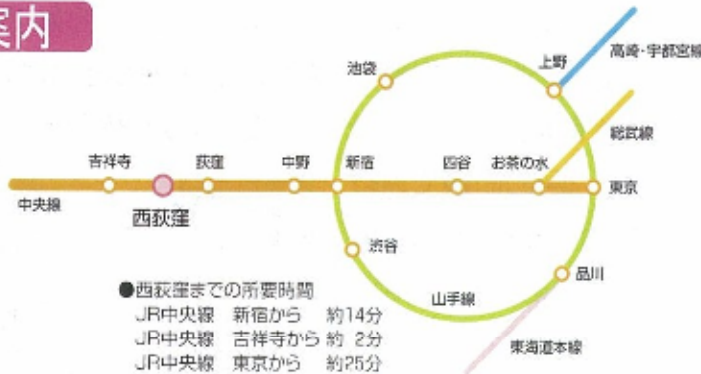 案内
池袋
上野
高崎・宇都宮線
総武線
吉祥寺
荻窪
中野
新宿
四谷
お茶の水
東京
中央線
西荻窪
渋谷
品川
山手線
東海道本線
●西荻窪までの所要時間
JR中央線 新宿から 約14分
JR中央線 吉祥寺から 約 2分
JR中央線 東京から 約25分